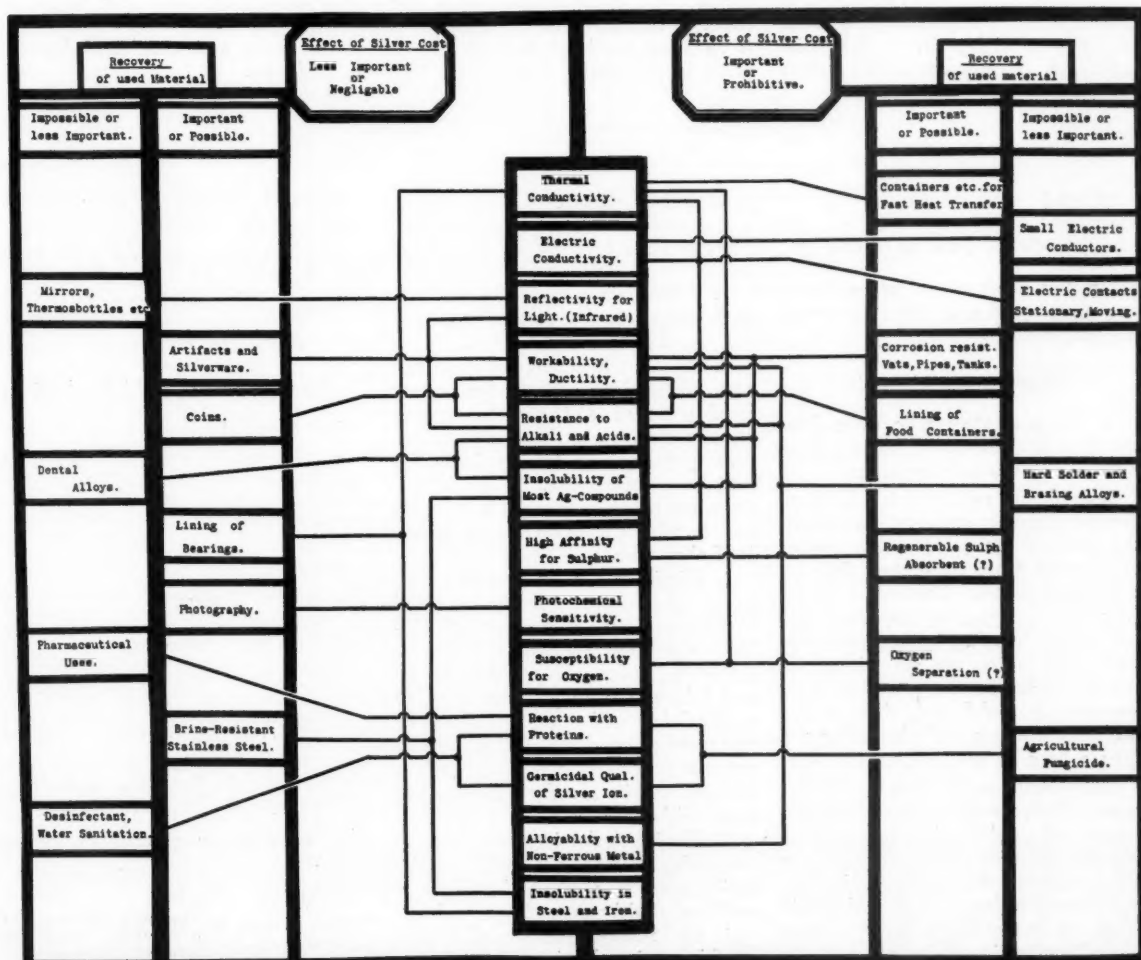 Effect of Silver Cost
Less Important
or
Negligable
Effect of Silver Cost
Important
or
Prohibitive.
Recovery
of used Material
Recovery
of used material
Impossible or
less Important.
Important
or Possible.
Important
or Possible.
Impossible or
less Important.
Mirrors,
Thermosbottles etc
Dental
Alloys.
Pharmaceutical
Uses.
Desinfectant,
Water Sanitation.
Artifacts and
Silverware.
Coins.
Lining of
Bearings.
Photography.
Brine-Resistant
Stainless Steel.
Thermal
Conductivity.
Electric
Conductivity.
Reflectivity for
Light.(Infrared)
Workability,
Ductility.
Resistance to
Alkali and Acids.
Insolubility of
Most Ag-Compounds
High Affinity
for Sulphur.
Photochemical
Sensitivity.
Susceptibility
for Oxygen.
Reaction with
Proteins.
Germicidal Qual.
of Silver Ion.
Alloyablity with
Non-Ferrous Metal
Insolubility in
Steel and Iron.
Containers etc.for
Fast Heat Transfer
Corrosion resist.
Vats,Pipes,Tanks.
Lining of
Food Containers.
Regenerable Sulph
Absorbent (?)
Oxygen
Separation (?)
Small Electric
Conductors.
Electric Contacts
Stationary,Moving.
Hard Solder and
Brazing Alloys.
Agricultural
Fungicide.